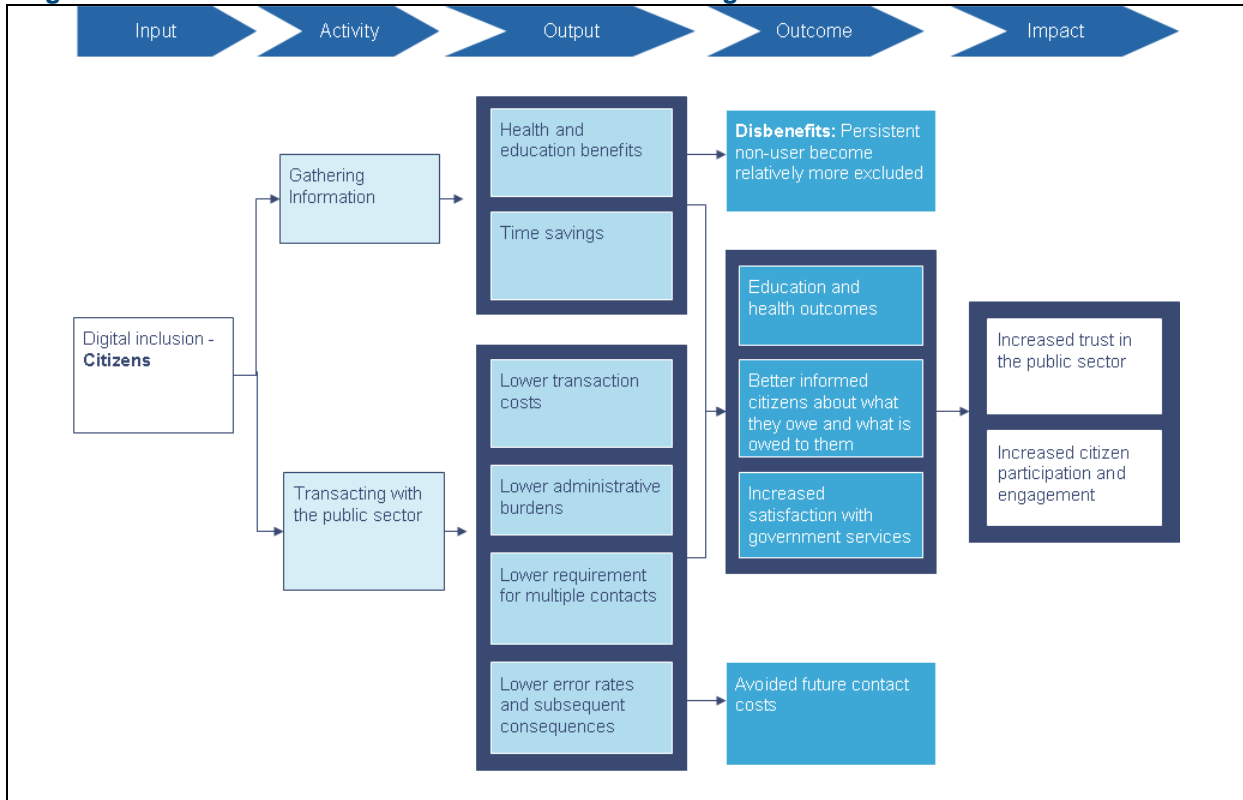 Input
Activity
Output
Outcome
Impact
Health and
education benefits
Disbenefits: Persistent
non-user become
relatively more excluded
Gathering
Information
Time savings
Education and
health outcomes
Digital inclusion -
Citizens
Increased trust in
the public sector
Lower transaction
costs
Better informed
citizens about what
they owe and what is
owed to them
Increased citizen
participation and
engagement
Transacting with
the public sector
Lower administrative
burdens
Increased
satisfaction with
government services
Lower requirement
for multiple contacts
Lower error rates
and subsequent
consequences
Avoided future contact
costs